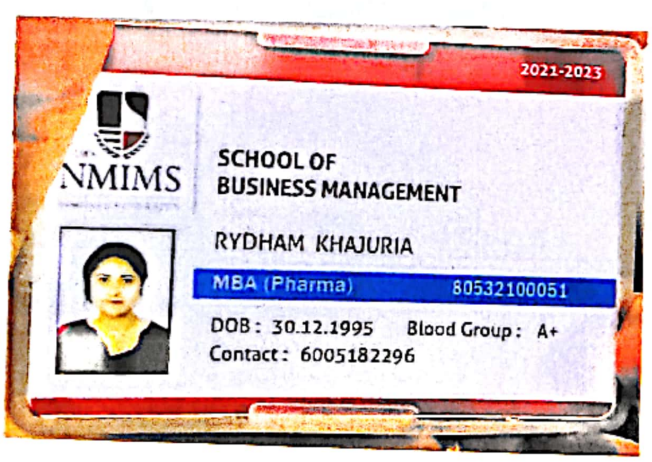 2021-2023
NMIMS
SCHOOL OF
BUSINESS MANAGEMENT
RYDHAM KHAJURIA
MBA (Pharma) 80532100051
DOB : 30.12.1995 Blood Group : A+
Contact : 6005182296